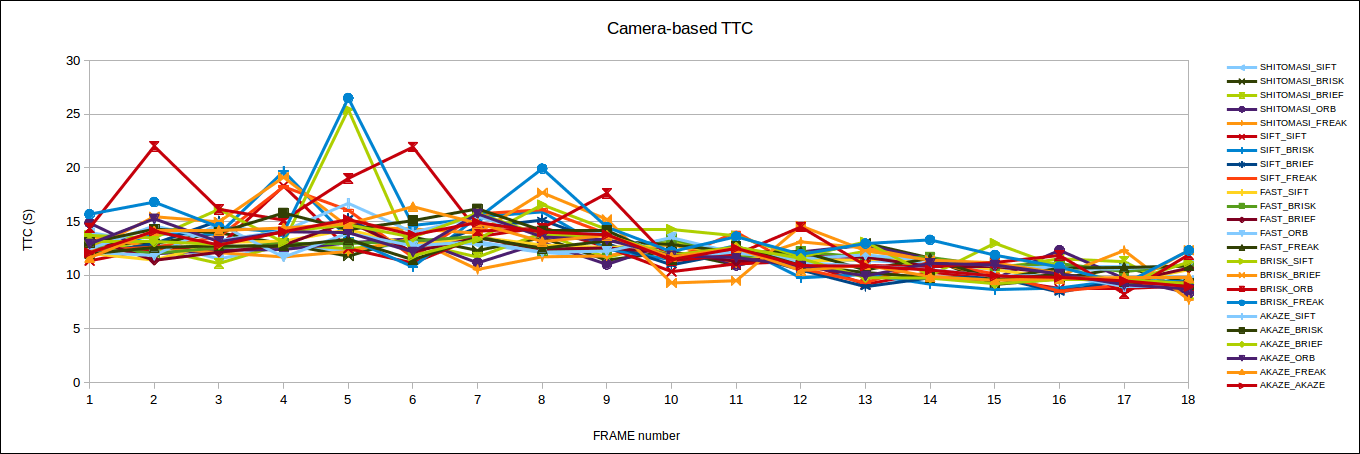 Camera-based TTC
TTC (S)
30
25
20
15
10
5
0
1 2 3 4 5 6 7 8 9 10 11 12 13 14 15 16 17 18
FRAME number
SHITOMASI_SIFT
SHITOMASI_BRISK
SHITOMASI_BRIEF
SHITOMASI_ORB
SHITOMASI_FREAK
SIFT_SIFT
SIFT_BRISK
SIFT_BRIEF
SIFT_FREAK
FAST_SIFT
FAST_BRISK
FAST_BRIEF
FAST_ORB
FAST_FREAK
BRISK_SIFT
BRISK_BRIEF
BRISK_ORB
BRISK_FREAK
AKAZE_SIFT
AKAZE_BRISK
AKAZE_BRIEF
AKAZE_ORB
AKAZE_FREAK
AKAZE_AKAZE